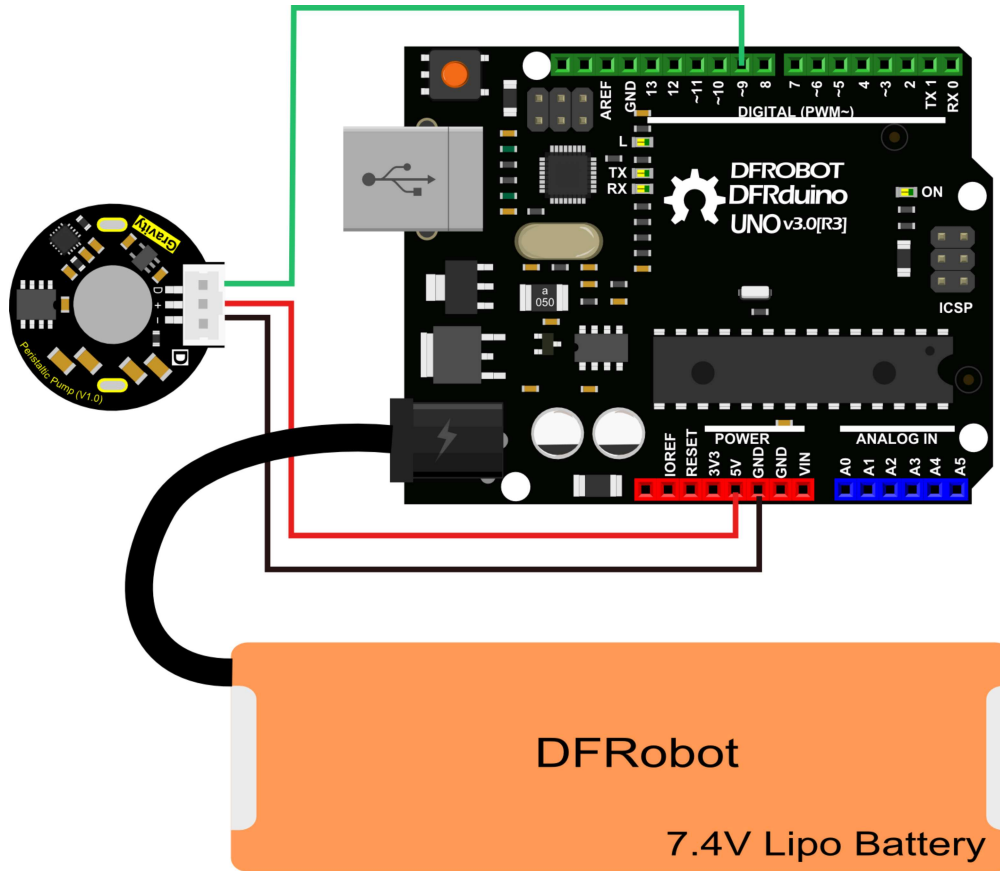 AREF
GND
13
12
~11
~10
~9
8
7
~6
~5
4
~3
2
TX 1
RX 0
DIGITAL (PWM~)
L
TX
RX
DFROBOT
DFRduino
UNO v3.0[R3]
ON
ICSP
a
050
Gravity
D
+
-
D
Peristaltic Pump (V1.0)
POWER
ANALOG IN
IOREF
RESET
3V3
5V
GND
GND
VIN
A0
A1
A2
A3
A4
A5
DFRobot
7.4V Lipo Battery